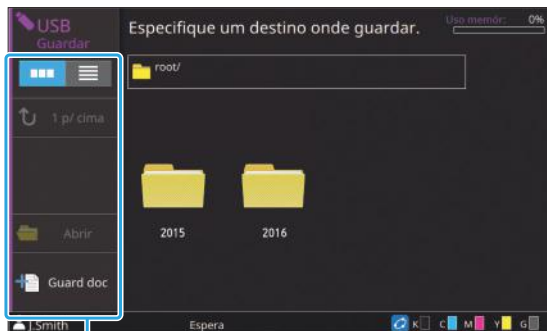 USB
Guardar
Especifique um destino onde guardar.
Uso memór:
0%
root/
1 p/ cima
Abrir
2015
2016
Guard doc
J.Smith
Espera
K
C
M
Y
G